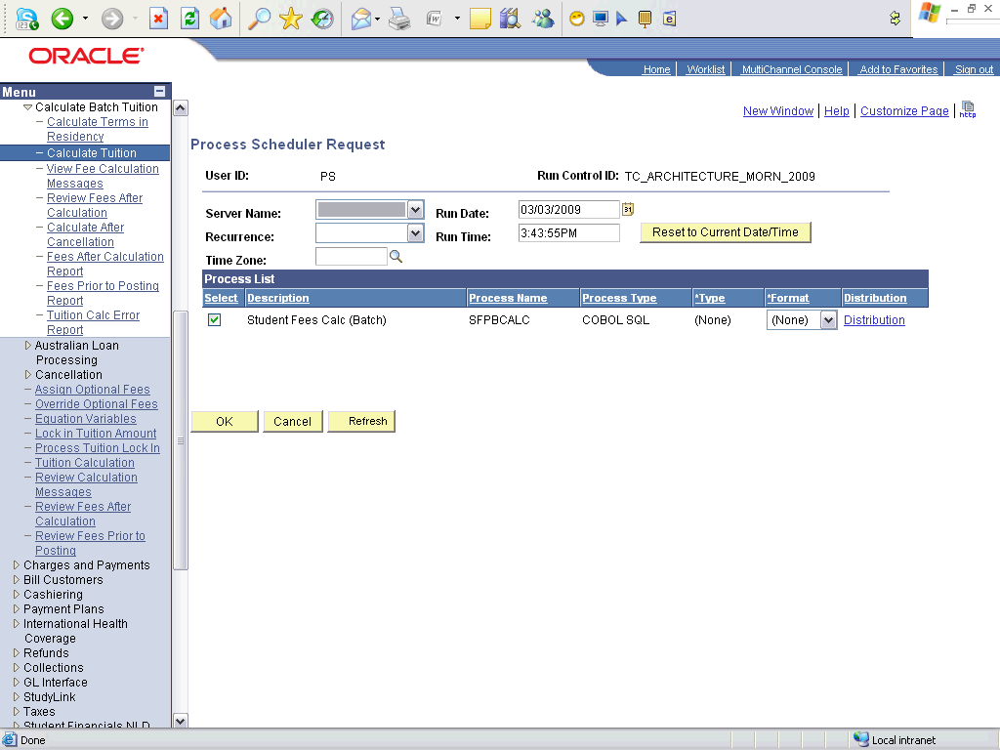 ORACLE®
Home
Worklist
MultiChannel Console
Add to Favorites
Sign out
Menu
Calculate Batch Tuition
– Calculate Terms in
Residency
– Calculate Tuition
– View Fee Calculation
Messages
– Review Fees After
Calculation
– Calculate After
Cancellation
– Fees After Calculation
Report
– Fees Prior to Posting
Report
– Tuition Calc Error
Report
Australian Loan
Processing
Cancellation
– Assign Optional Fees
– Override Optional Fees
– Equation Variables
– Lock in Tuition Amount
– Process Tuition Lock In
– Tuition Calculation
– Review Calculation
Messages
– Review Fees After
Calculation
– Review Fees Prior to
Posting
Charges and Payments
Bill Customers
Cashiering
Payment Plans
International Health
Coverage
Refunds
Collections
GL Interface
StudyLink
Taxes
Student Financials NLD
New Window | Help | Customize Page |
http
Process Scheduler Request
User ID: PS Run Control ID: TC_ARCHITECTURE_MORN_2009
Server Name: Run Date: 03/03/2009 31
Recurrence: Run Time: 3:43:55PM Reset to Current Date/Time
Time Zone:
Process List
Select Description Process Name Process Type *Type *Format Distribution
Student Fees Calc (Batch) SFPBCALC COBOL SQL (None) (None) Distribution
OK Cancel Refresh
Done Local intranet